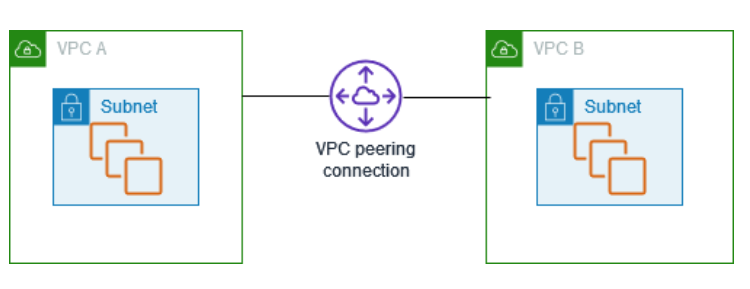 VPC A
VPC B
Subnet
Subnet
VPC peering
connection